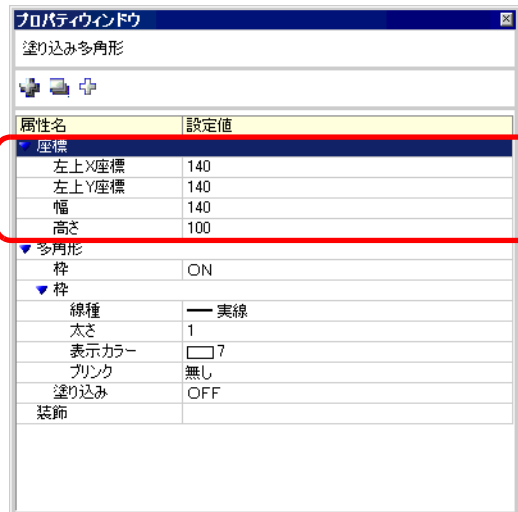 プロパティウィンドウ
塗り込み多角形
属性名 設定値
座標
左上X座標 140
左上Y座標 140
幅 140
高さ 100
多角形
枠 ON
枠
線種 実線
太さ 1
表示カラー 7
ブリンク 無し
塗り込み OFF
装飾